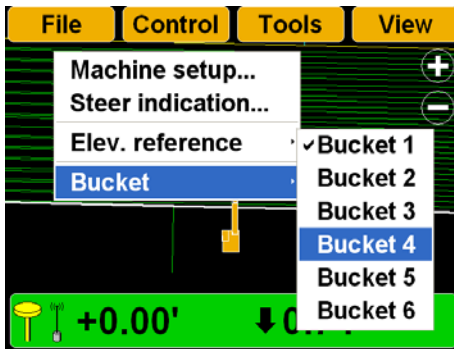 File Control Tools View
Machine setup...
Steer indication...
Elev. reference
Bucket
✓Bucket 1
Bucket 2
Bucket 3
Bucket 4
Bucket 5
Bucket 6
+0.00'